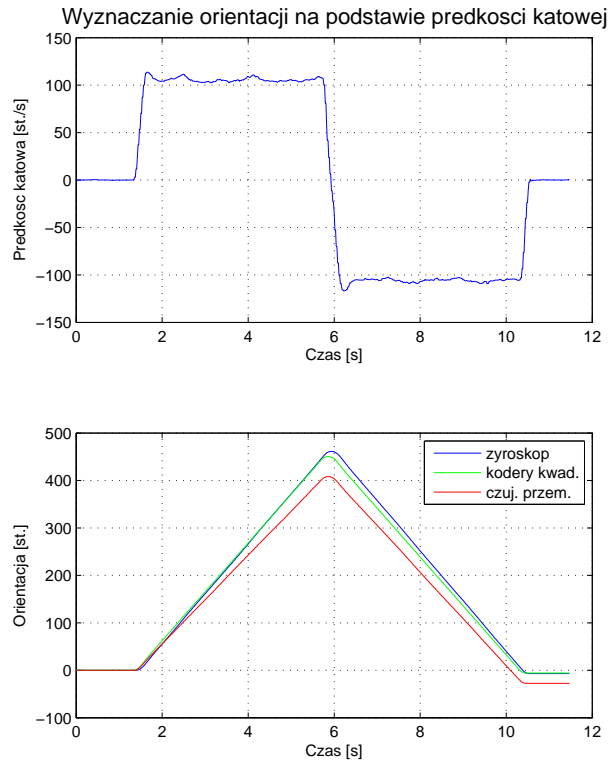 Wyznaczanie orientacji na podstawie predkosci katowej
150
100
50
0
−50
−100
−150
Predkosc katowa [st./s]
0 2 4 6 8 10 12
Czas [s]
500
400
300
200
100
0
−100
Orientacja [st.]
zyroskop
kodery kwad.
czuj. przem.
0 2 4 6 8 10 12
Czas [s]